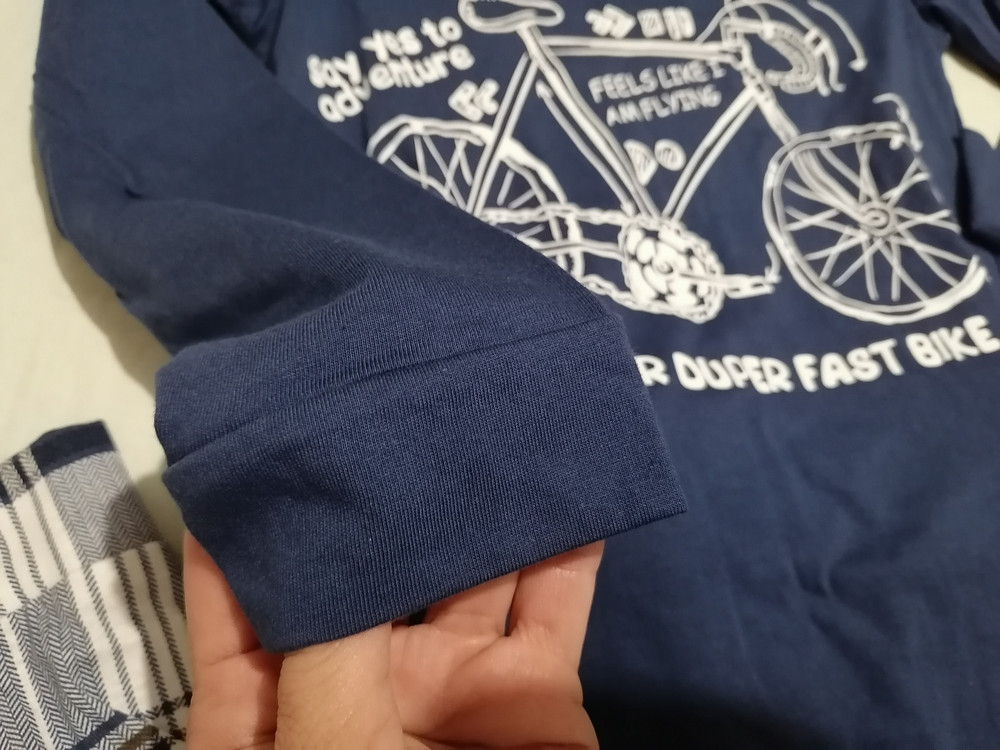 Say Yes to
adventure
FEELS LIKE I
AM FLYING
R DUPER FAST BIKE